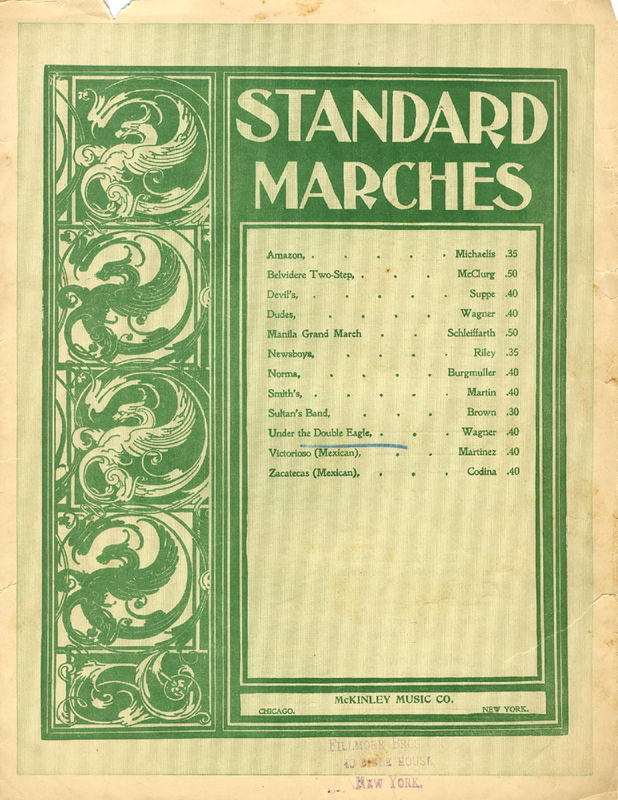 STANDARD
MARCHES
Amazon, . . . . . Michaelis .35
Belvidere Two-Step, . . . McClurg .50
Devil's, . . . . . Suppe .40
Dudes, . . . . . Wagner .40
Manila Grand March . . . Schleiffarth .50
Newsboys, . . . . Riley .35
Norma, . . . . Burgmuller .40
Smith's, . . . . . Martin .40
Sultan's Band, . . . Brown .30
Under the Double Eagle, . . . Wagner .40
Victorioso (Mexican), . . Martinez .40
Zacatecas (Mexican), . . . Codina .40
McKINLEY MUSIC CO.
CHICAGO. NEW YORK.
FILLMORE BROS
40 BIBLE HOUSE
NEW YORK.